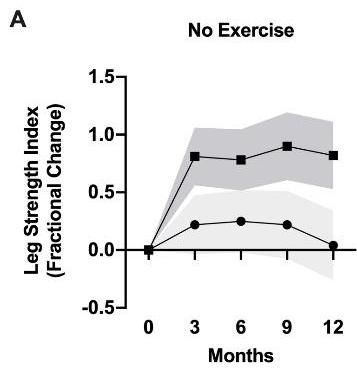 A
No Exercise
Leg Strength Index
(Fractional Change)
1.5
1.0
0.5
0.0
-0.5
0 3 6 9 12
Months